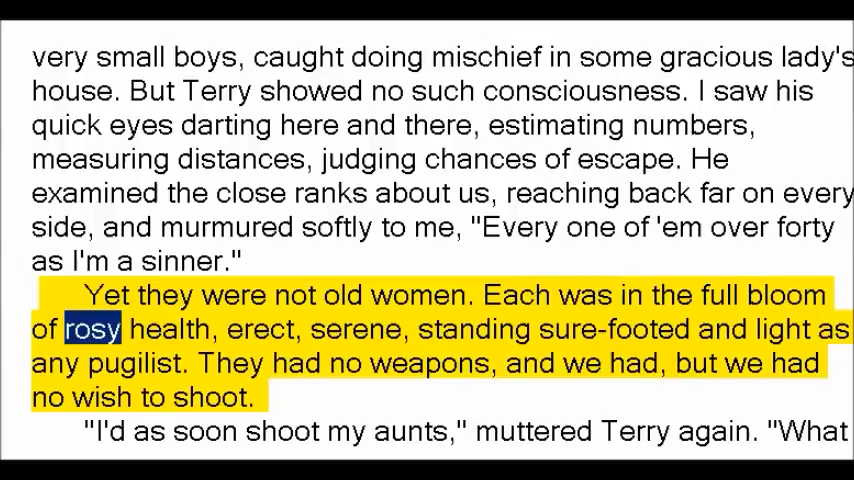 very small boys, caught doing mischief in some gracious lady's
house. But Terry showed no such consciousness. I saw his
quick eyes darting here and there, estimating numbers,
measuring distances, judging chances of escape. He
examined the close ranks about us, reaching back far on every
side, and murmured softly to me, "Every one of 'em over forty
as I'm a sinner."
Yet they were not old women. Each was in the full bloom
of rosy health, erect, serene, standing sure-footed and light as
any pugilist. They had no weapons, and we had, but we had
no wish to shoot.
"I'd as soon shoot my aunts," muttered Terry again. "What